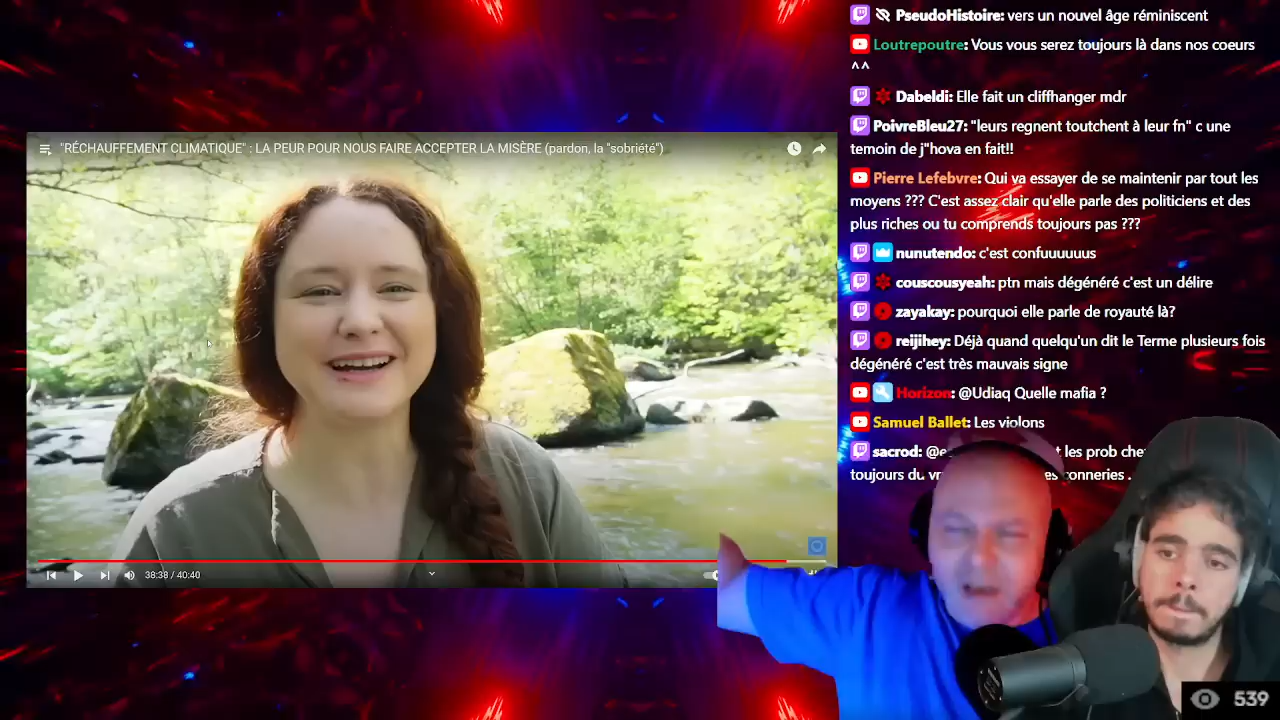 "RÉCHAUFFEMENT CLIMATIQUE" : LA PEUR POUR NOUS FAIRE ACCEPTER LA MISÈRE (pardon, la "sobriété")
38:38 / 40:40
PseudoHistoire: vers un nouvel âge réminiscent
Loutrepoutre: Vous vous serez toujours là dans nos coeurs
^^
Dabeldi: Elle fait un cliffhanger mdr
PoivreBleu27: "leurs regnent toutchent à leur fn" c une
temoin de j"hova en fait!!
Pierre Lefebvre: Qui va essayer de se maintenir par tout les
moyens ??? C'est assez clair qu'elle parle des politiciens et des
plus riches ou tu comprends toujours pas ???
nunutendo: c'est confuuuuus
couscousyeah: ptn mais dégénéré c'est un délire
zayakay: pourquoi elle parle de royauté là?
reijihey: Déjà quand quelqu'un dit le Terme plusieurs fois
dégénéré c'est très mauvais signe
Horizon: @Udiaq Quelle mafia ?
Samuel Ballet: Les violons
sacrod: les prob
toujours du conneries .
539